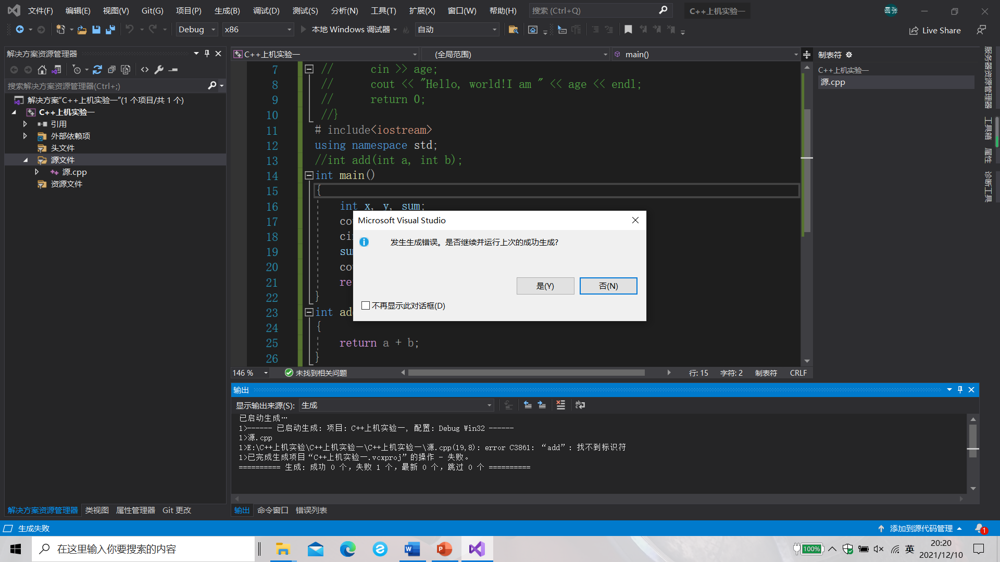 文件(F) 编辑(E) 视图(V) Git(G) 项目(P) 生成(B) 调试(D) 测试(S) 分析(N) 工具(T) 扩展(X) 窗口(W) 帮助(H) 搜索 (Ctrl+Q) C++上机实验一 圆张
Debug x86 本地 Windows 调试器 自动 Live Share
解决方案资源管理器
搜索解决方案资源管理器(Ctrl+;)
解决方案"C++上机实验一"(1 个项目/共 1 个)
C++上机实验一
引用
外部依赖项
头文件
源文件
源.cpp
资源文件
解决方案资源管理器 类视图 属性管理器 Git 更改
C++上机实验一 (全局范围) main()
7 // cin >> age;
8 // cout << "Hello, world!I am " << age << endl;
9 // return 0;
10 //}
11 # include<iostream>
12 using namespace std;
13 //int add(int a, int b);
14 int main()
15 {
16 int x, y, sum;
17 co
18 ci
19 su
20 co
21 re
22 }
23 int ad
24 {
25 return a + b;
26 }
Microsoft Visual Studio
发生生成错误。是否继续并运行上次的成功生成?
是(Y) 否(N)
不再显示此对话框(D)
146 % 未找到相关问题 行: 15 字符: 2 制表符 CRLF
制表符
C++上机实验一
源.cpp
服务器资源管理器
工具箱
属性
诊断工具
输出
显示输出来源(S): 生成
已启动生成…
1>------ 已启动生成: 项目: C++上机实验一, 配置: Debug Win32 ------
1>源.cpp
1>E:\C++上机实验\C++上机实验一\C++上机实验一\源.cpp(19,8): error C3861: “add”: 找不到标识符
1>已完成生成项目“C++上机实验一.vcxproj”的操作 - 失败。
========== 生成: 成功 0 个，失败 1 个，最新 0 个，跳过 0 个 ==========
输出 命令窗口 错误列表
生成失败 添加到源代码管理 1
在这里输入你要搜索的内容
100% 英 20:20
2021/12/10